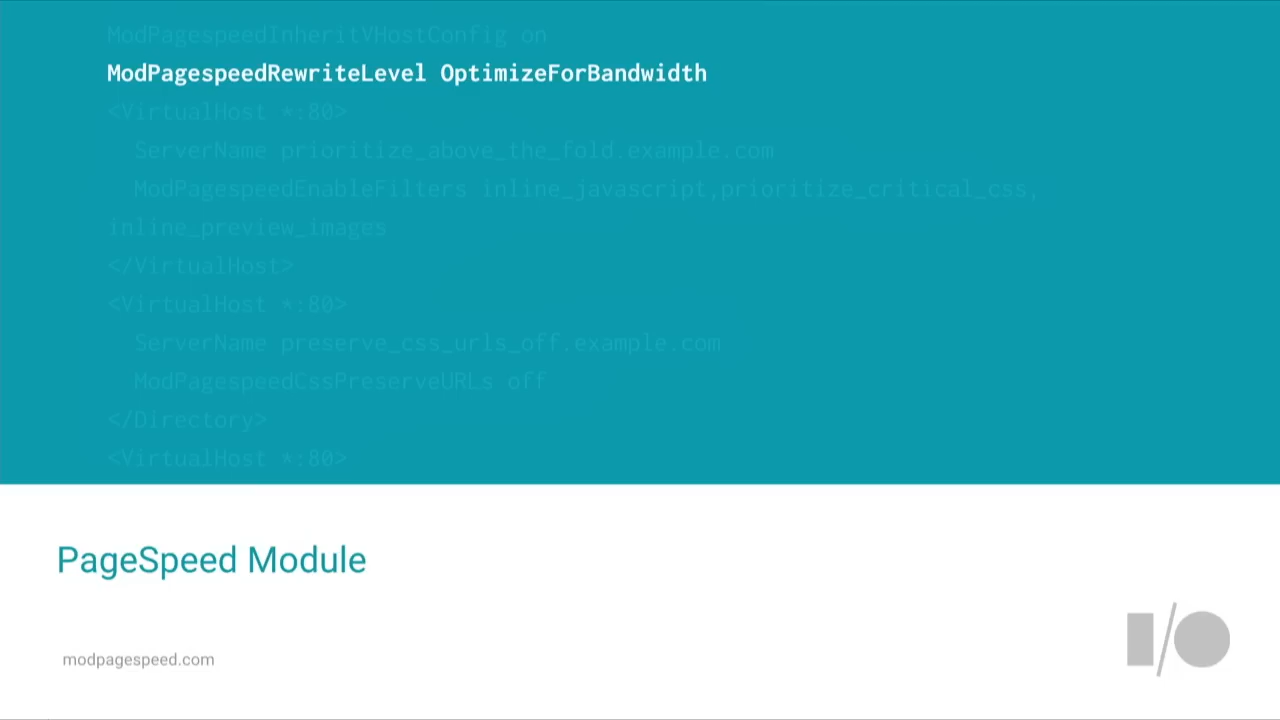 ModPagespeedInheritVHostConfig on
ModPagespeedRewriteLevel OptimizeForBandwidth
<VirtualHost *:80>
ServerName prioritize_above_the_fold.example.com
ModPagespeedEnableFilters inline_javascript,prioritize_critical_css,
inline_preview_images
</VirtualHost>
<VirtualHost *:80>
ServerName preserve_css_urls_off.example.com
ModPagespeedCssPreserveURLs off
</Directory>
<VirtualHost *:80>
PageSpeed Module
modpagespeed.com
I/O